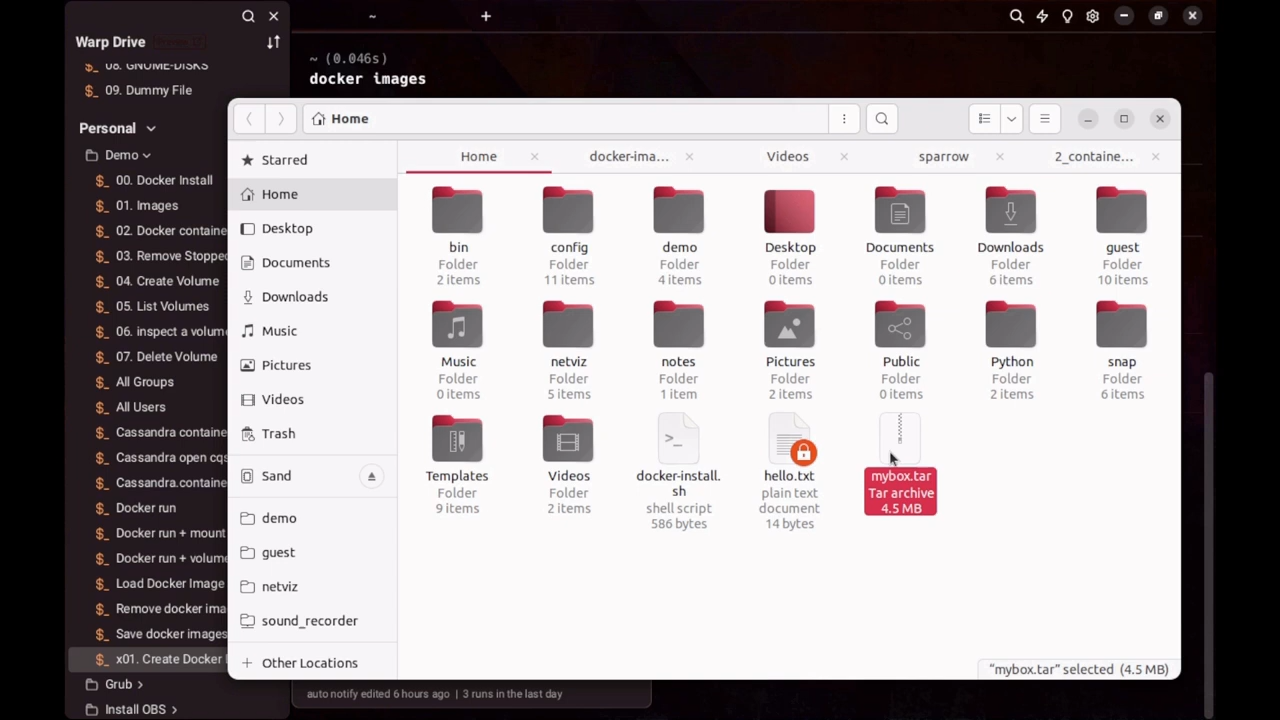 ~
Warp Drive
~ (0.046s)
docker images
08. GNOME-DISKS
09. Dummy File
Personal
Demo
00. Docker Install
01. Images
02. Docker containe
03. Remove Stopped
04. Create Volume
05. List Volumes
06. inspect a volum
07. Delete Volume
All Groups
All Users
Cassandra containe
Cassandra open cqs
Cassandra.containe
Docker run
Docker run + mount
Docker run + volume
Load Docker Image
Remove docker ima
Save docker images
x01. Create Docker
Grub
Install OBS
Home
Starred
Home
Desktop
Documents
Downloads
Music
Pictures
Videos
Trash
Sand
demo
guest
netviz
sound_recorder
Other Locations
Home
docker-ima...
Videos
sparrow
2_containe...
bin
Folder
2 items
config
Folder
11 items
demo
Folder
4 items
Desktop
Folder
0 items
Documents
Folder
0 items
Downloads
Folder
6 items
guest
Folder
10 items
Music
Folder
0 items
netviz
Folder
5 items
notes
Folder
1 item
Pictures
Folder
2 items
Public
Folder
0 items
Python
Folder
2 items
snap
Folder
6 items
Templates
Folder
9 items
Videos
Folder
2 items
docker-install.
sh
shell script
586 bytes
hello.txt
plain text
document
14 bytes
mybox.tar
Tar archive
4.5 MB
“mybox.tar” selected (4.5 MB)
auto notify edited 6 hours ago | 3 runs in the last day